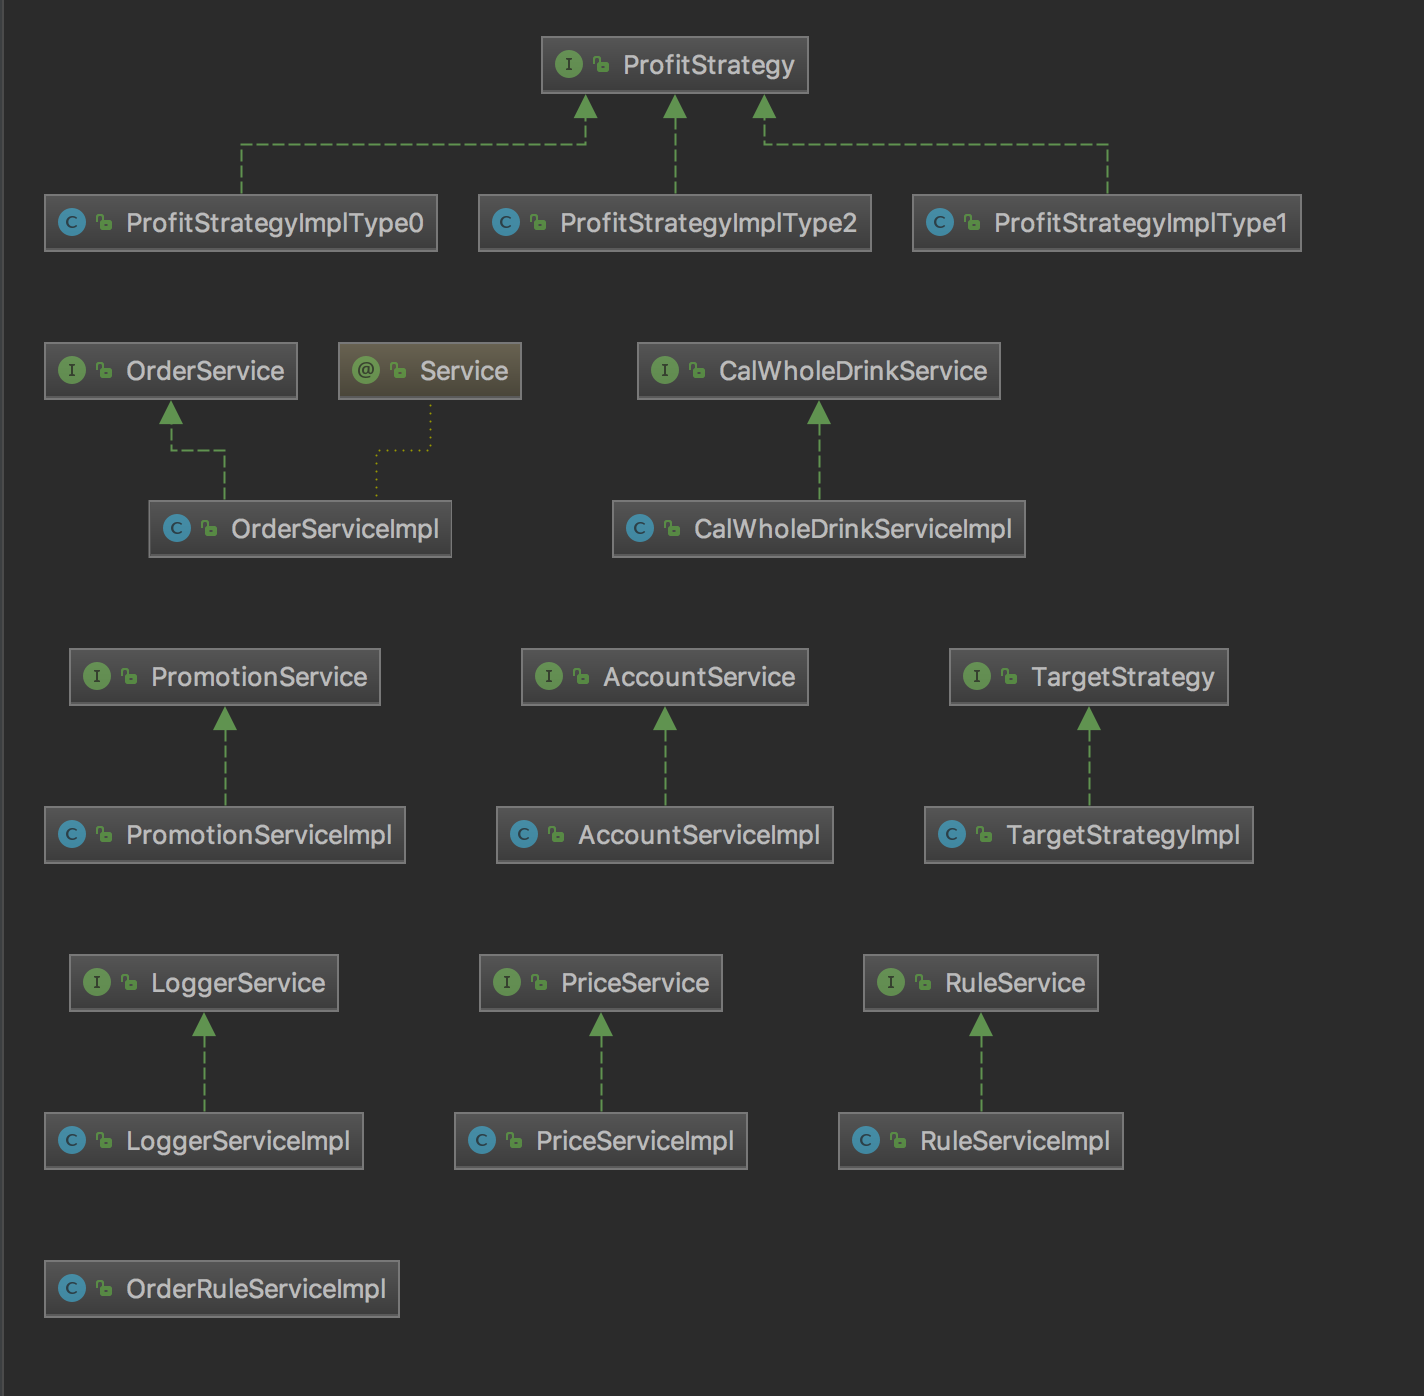 I ProfitStrategy
C ProfitStrategyImplType0
C ProfitStrategyImplType2
C ProfitStrategyImplType1
I OrderService
@ Service
I CalWholeDrinkService
C OrderServiceImpl
C CalWholeDrinkServiceImpl
I PromotionService
I AccountService
I TargetStrategy
C PromotionServiceImpl
C AccountServiceImpl
C TargetStrategyImpl
I LoggerService
I PriceService
I RuleService
C LoggerServiceImpl
C PriceServiceImpl
C RuleServiceImpl
C OrderRuleServiceImpl